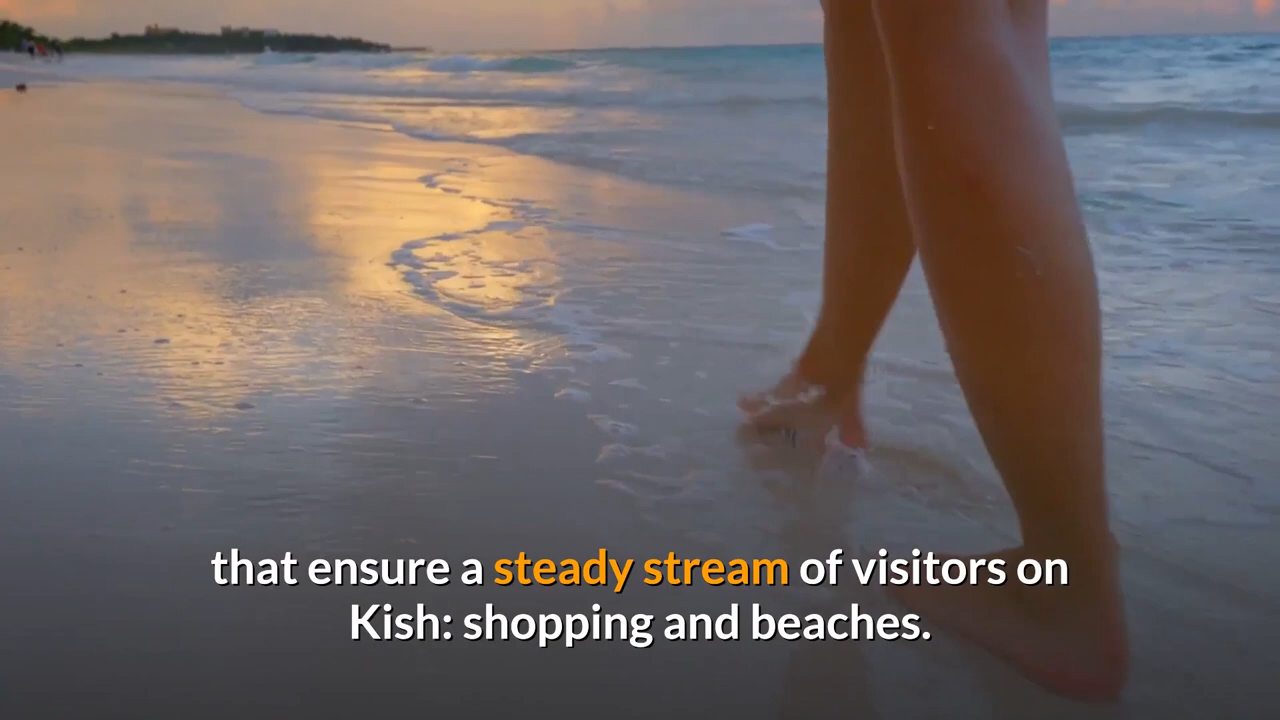 that ensure a steady stream of visitors on
Kish: shopping and beaches.